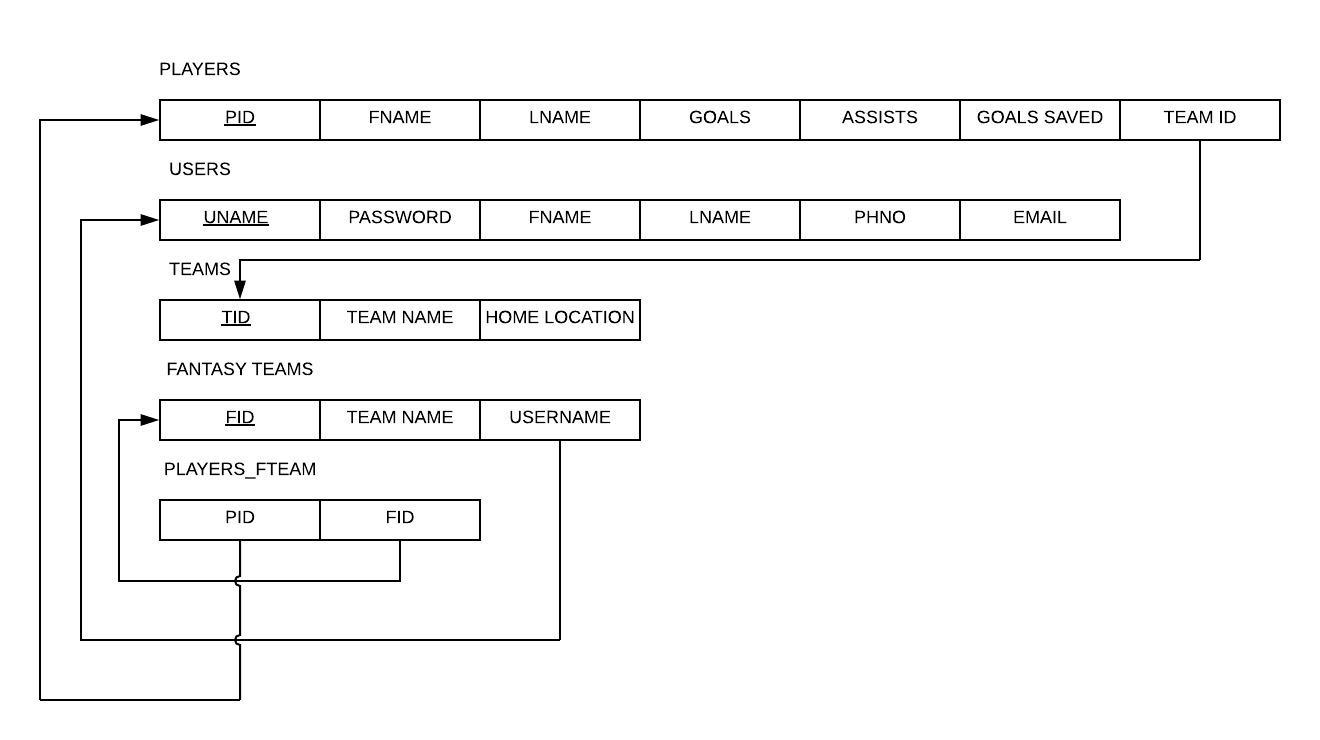 PLAYERS
PID FNAME LNAME GOALS ASSISTS GOALS SAVED TEAM ID
USERS
UNAME PASSWORD FNAME LNAME PHNO EMAIL
TEAMS
TID TEAM NAME HOME LOCATION
FANTASY TEAMS
FID TEAM NAME USERNAME
PLAYERS_FTEAM
PID FID